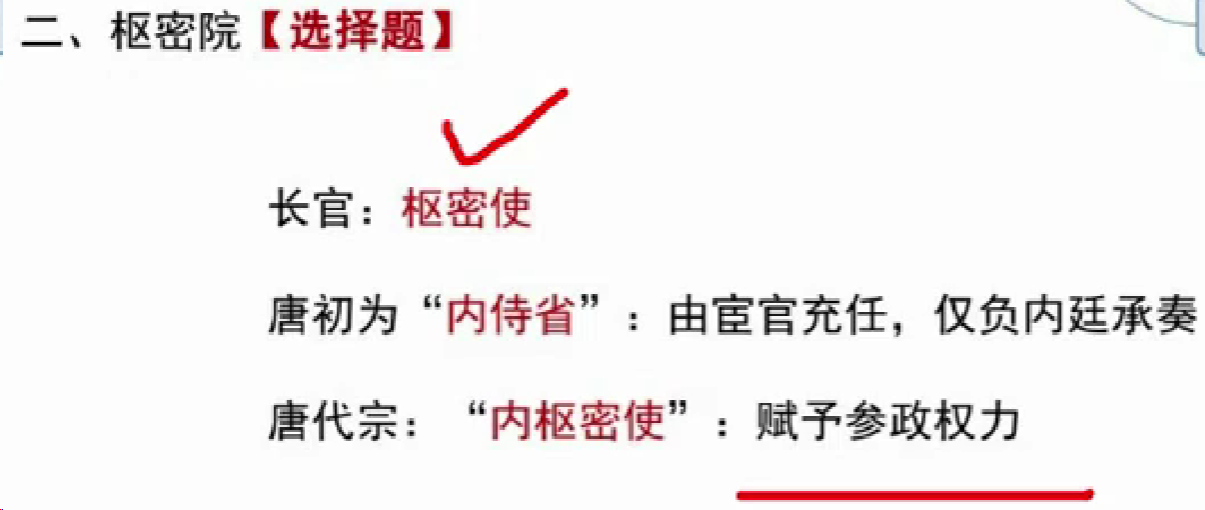 二、枢密院【选择题】
长官：枢密使
唐初为“内侍省”：由宦官充任，仅负内廷承奏
唐代宗：“内枢密使”：赋予参政权力